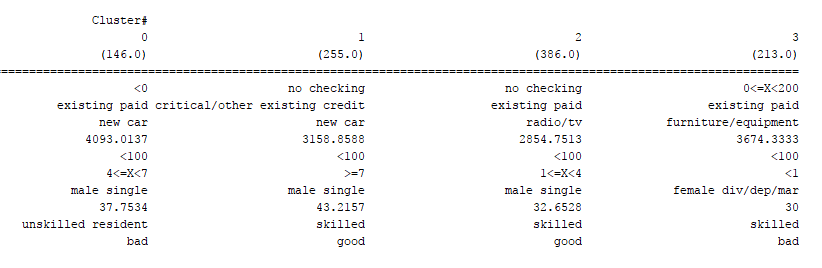 Cluster#
0 1 2 3
(146.0) (255.0) (386.0) (213.0)
================================================================================
<0 no checking no checking 0<=X<200
existing paid critical/other existing credit existing paid existing paid
new car new car radio/tv furniture/equipment
4093.0137 3158.8588 2854.7513 3674.3333
<100 <100 <100 <100
4<=X<7 >=7 1<=X<4 <1
male single male single male single female div/dep/mar
37.7534 43.2157 32.6528 30
unskilled resident skilled skilled skilled
bad good good bad